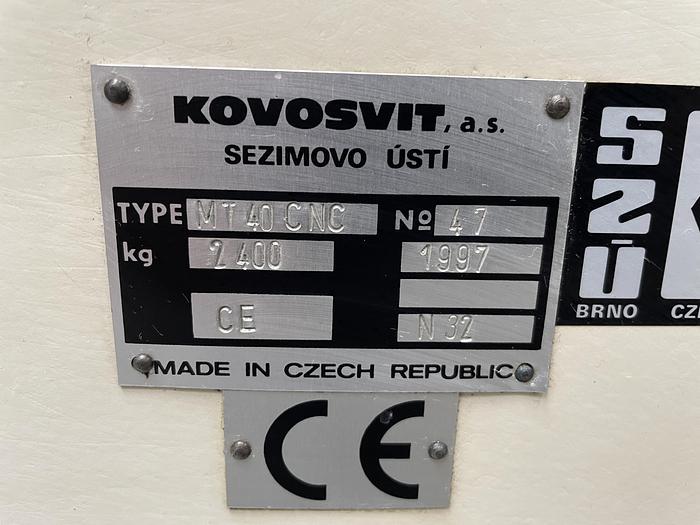 KOVOSVIT, a.s.
SEZIMOVO ÚSTÍ
TYPE MT 40 CNC Nº 47
kg 2400 1997
CE N 32
MADE IN CZECH REPUBLIC
CE
SZÚ
BRNO